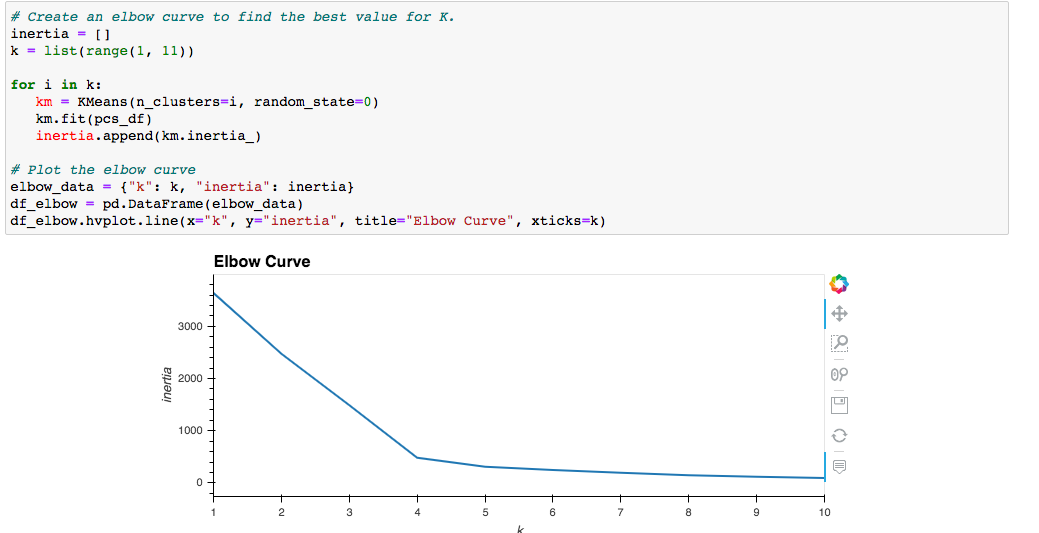 # Create an elbow curve to find the best value for K.
inertia = []
k = list(range(1, 11))
for i in k:
km = KMeans(n_clusters=i, random_state=0)
km.fit(pcs_df)
inertia.append(km.inertia_)
# Plot the elbow curve
elbow_data = {"k": k, "inertia": inertia}
df_elbow = pd.DataFrame(elbow_data)
df_elbow.hvplot.line(x="k", y="inertia", title="Elbow Curve", xticks=k)
Elbow Curve
3000
2000
1000
0
inertia
1 2 3 4 5 6 7 8 9 10
k